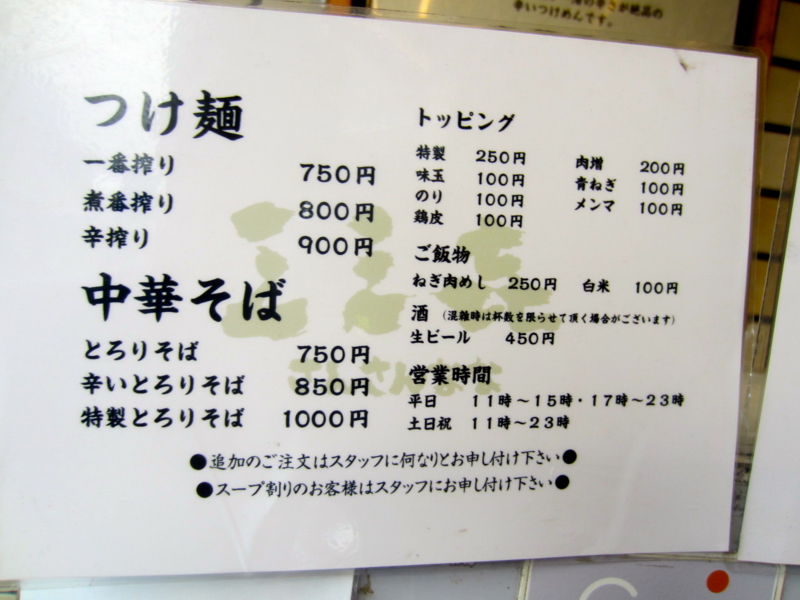 辛いつけめんです。
つけ麺
一番搾り 750円
煮番搾り 800円
辛搾り 900円
中華そば
とろりそば 750円
辛いとろりそば 850円
特製とろりそば 1000円
トッピング
特製 250円 肉増 200円
味玉 100円 青ねぎ 100円
のり 100円 メンマ 100円
鶏皮 100円
ご飯物
ねぎ肉めし 250円 白米 100円
酒 (混雑時は杯数を限らせて頂く場合がございます)
生ビール 450円
営業時間
平日 11時〜15時・17時〜23時
土日祝 11時〜23時
●追加のご注文はスタッフに何なりとお申し付け下さい●
●スープ割りのお客様はスタッフにお申し付け下さい●